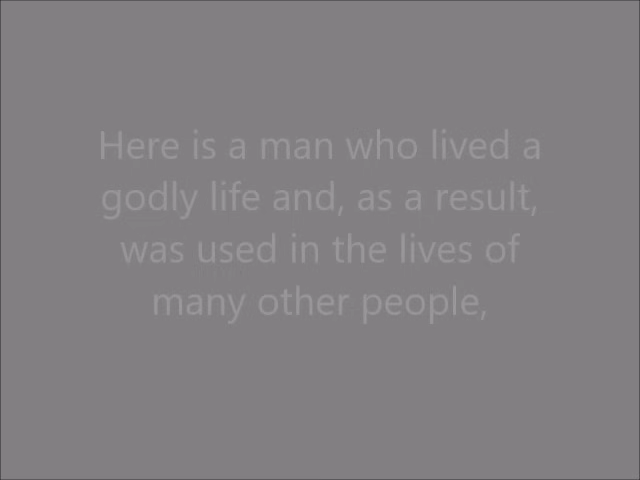 Here is a man who lived a
godly life and, as a result,
was used in the lives of
many other people,